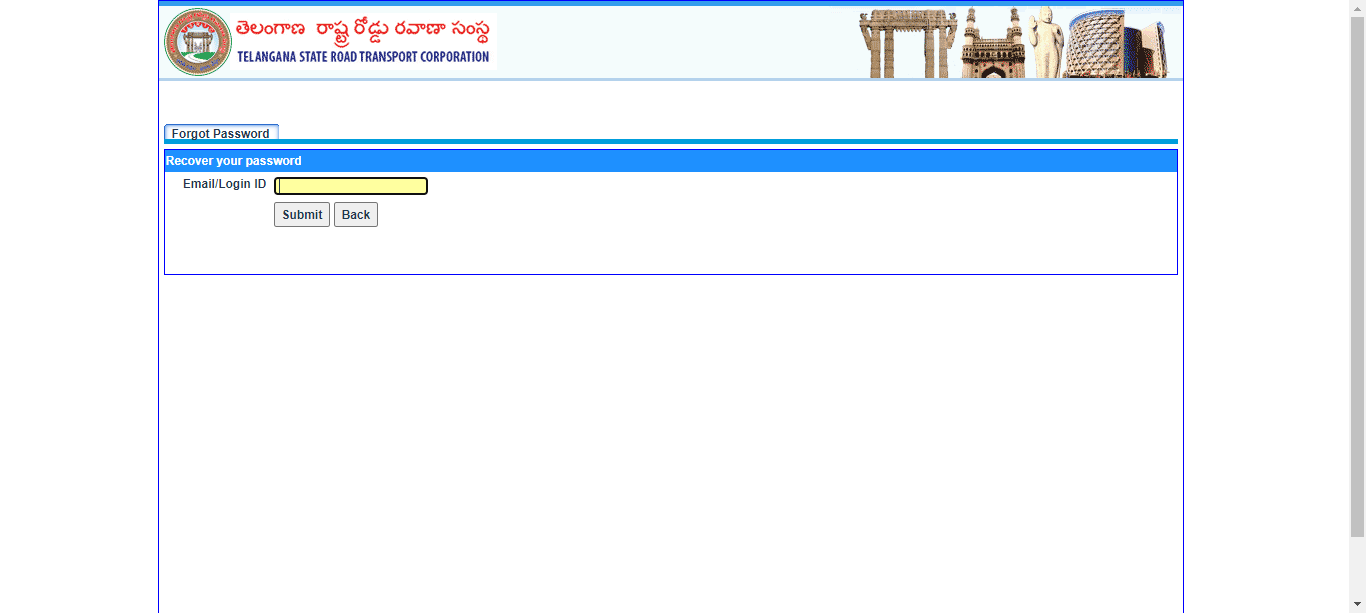 తెలంగాణ రాష్ట్ర రోడ్డు రవాణా సంస్థ
TELANGANA STATE ROAD TRANSPORT CORPORATION
Forgot Password
Recover your password
Email/Login ID
Submit Back